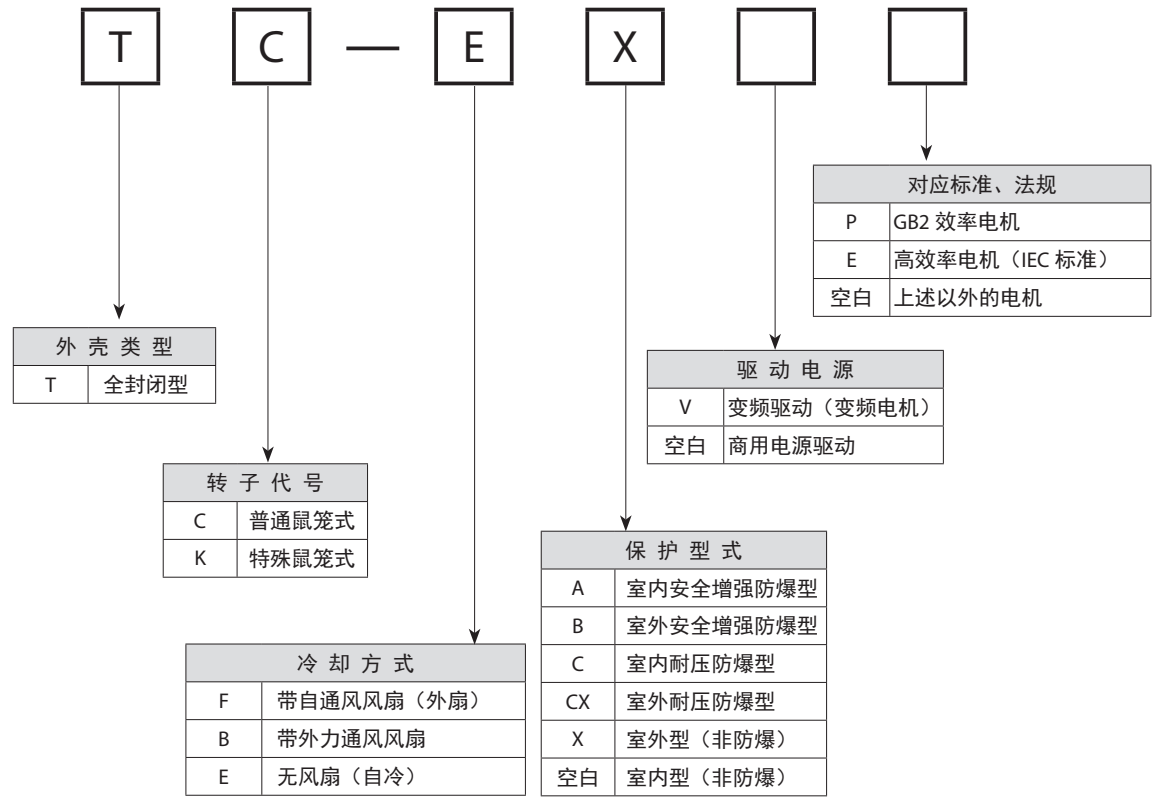 T C — E X
对应标准、法规
P GB2 效率电机
E 高效率电机（IEC 标准）
空白 上述以外的电机
外壳类型
T 全封闭型
驱动电源
V 变频驱动（变频电机）
空白 商用电源驱动
转子代号
C 普通鼠笼式
K 特殊鼠笼式
保护型式
A 室内安全增强防爆型
B 室外安全增强防爆型
C 室内耐压防爆型
CX 室外耐压防爆型
X 室外型（非防爆）
空白 室内型（非防爆）
冷却方式
F 带自通风风扇（外扇）
B 带外力通风风扇
E 无风扇（自冷）